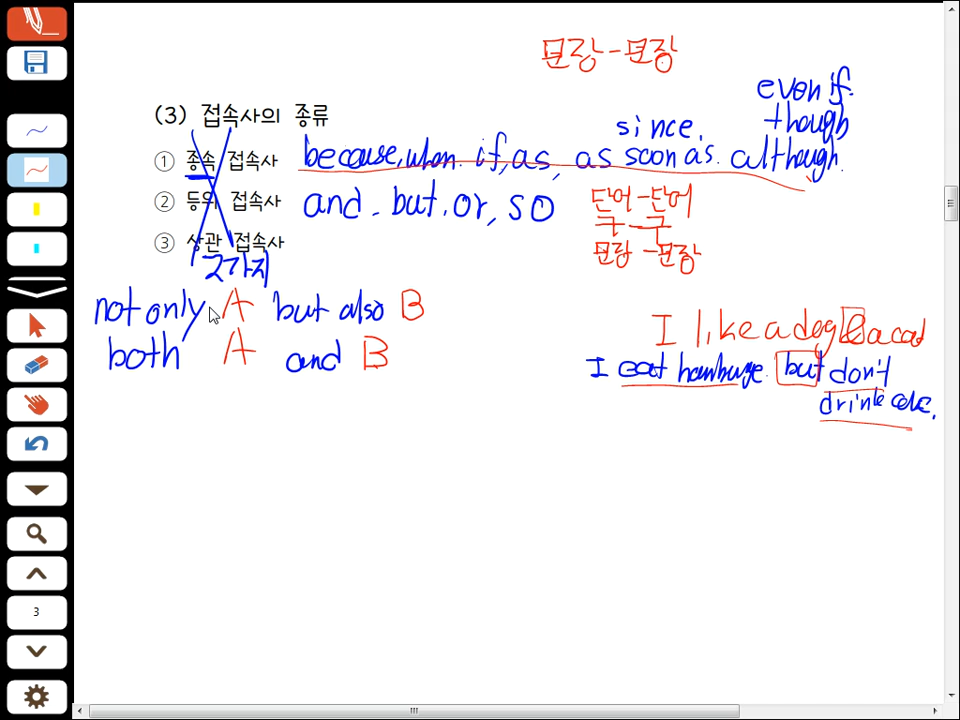 문장-문장
even if.
though
since.
(3) 접속사의 종류
① 종속 접속사 because, when. if, as, as soon as. although.
② 등위 접속사 and. but. or, so
단어-단어
구-구
문장-문장
③ 상관 접속사
2가지
not only A but also B
both A and B
I like a dog & a cat
I eat hamburge. but don't
drink coke.
3